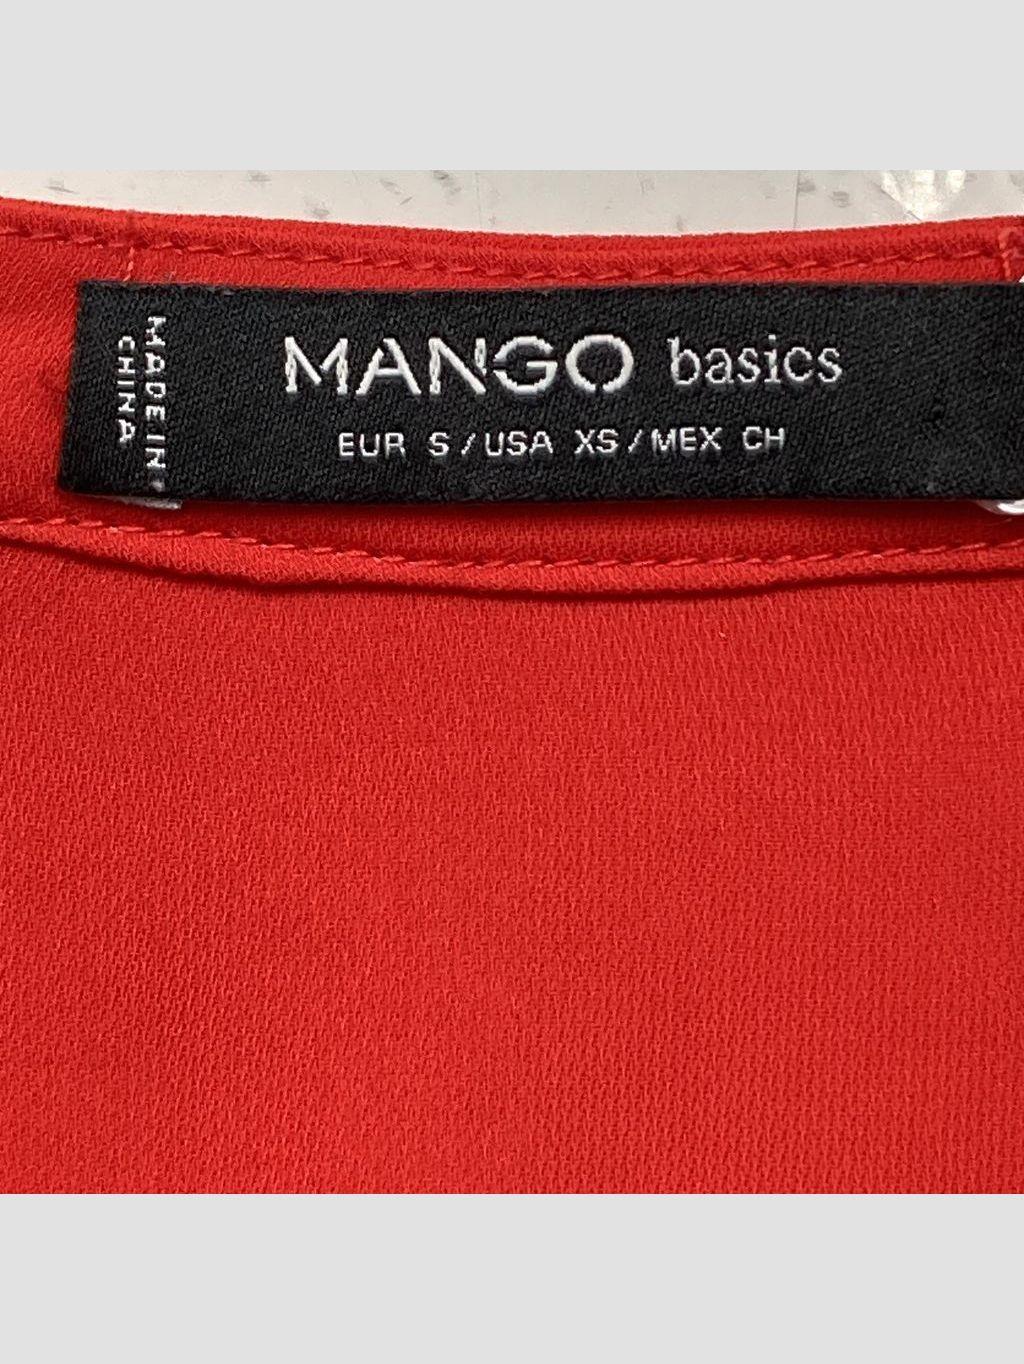 MANGO basics
EUR S / USA XS / MEX CH
MADE IN
CHINA